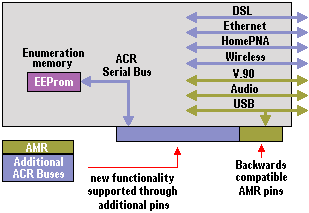 DSL
Ethernet
HomePNA
Wireless
V.90
Audio
USB
Enumeration
memory
EEProm
ACR
Serial Bus
AMR
Additional
ACR Buses
new functionality
supported through
additional pins
Backwards
compatible
AMR pins